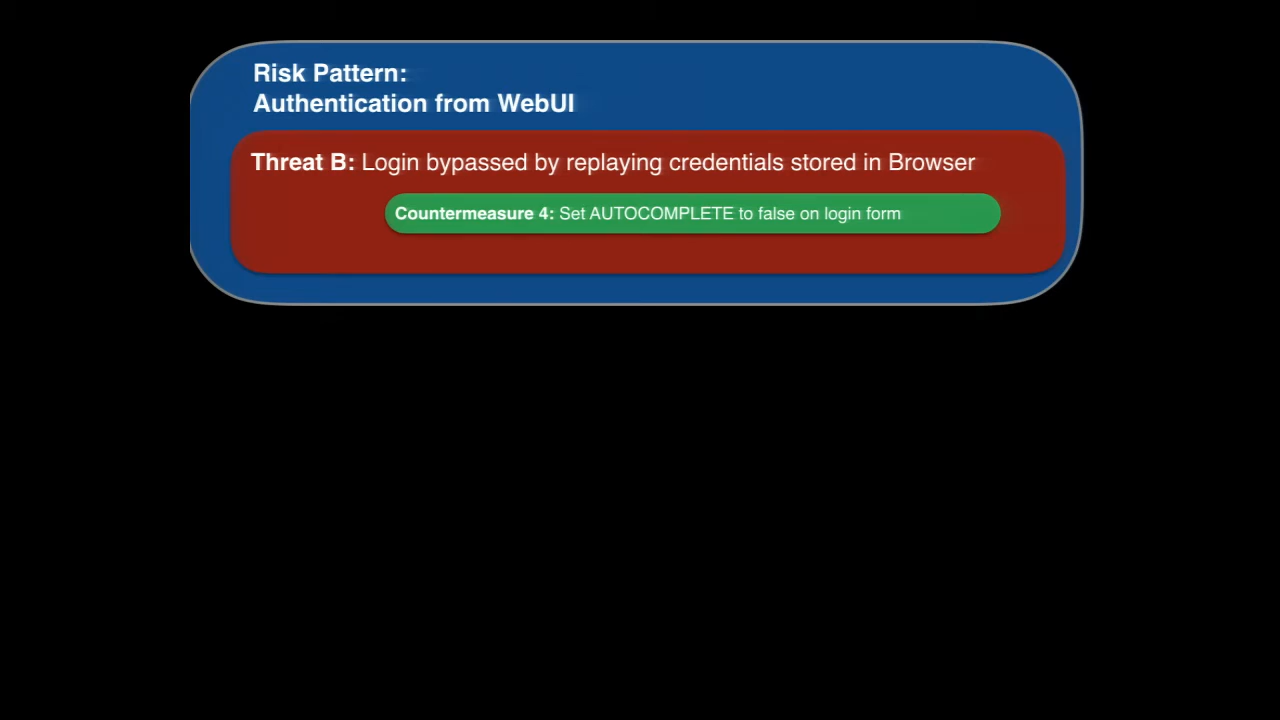 Risk Pattern:
Authentication from WebUI
Threat B: Login bypassed by replaying credentials stored in Browser
Countermeasure 4: Set AUTOCOMPLETE to false on login form